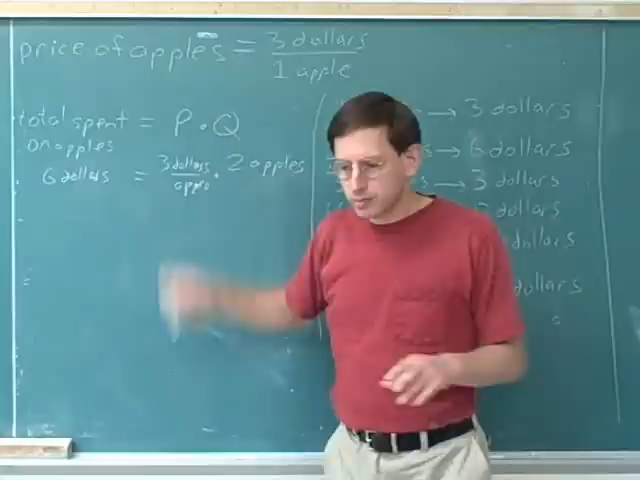 price of apples = 3 dollars
1 apple
total spent = P · Q
on apples
6 dollars = 3 dollars / apple · 2 apples
→ 3 dollars
→ 6 dollars
→ 3 dollars
dollars
dollars
dollars